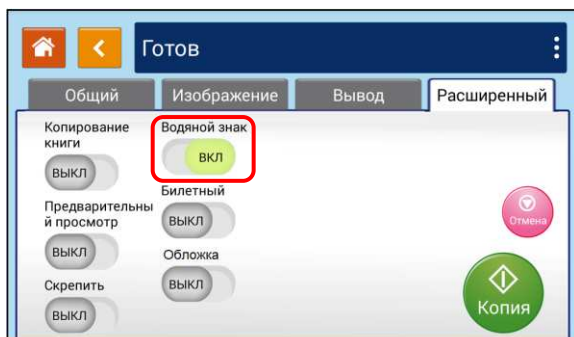 Готов
Общий
Изображение
Вывод
Расширенный
Копирование
книги
ВЫКЛ
Предварительны
й просмотр
ВЫКЛ
Скрепить
ВЫКЛ
Водяной знак
ВКЛ
Билетный
ВЫКЛ
Обложка
ВЫКЛ
Отмена
Копия